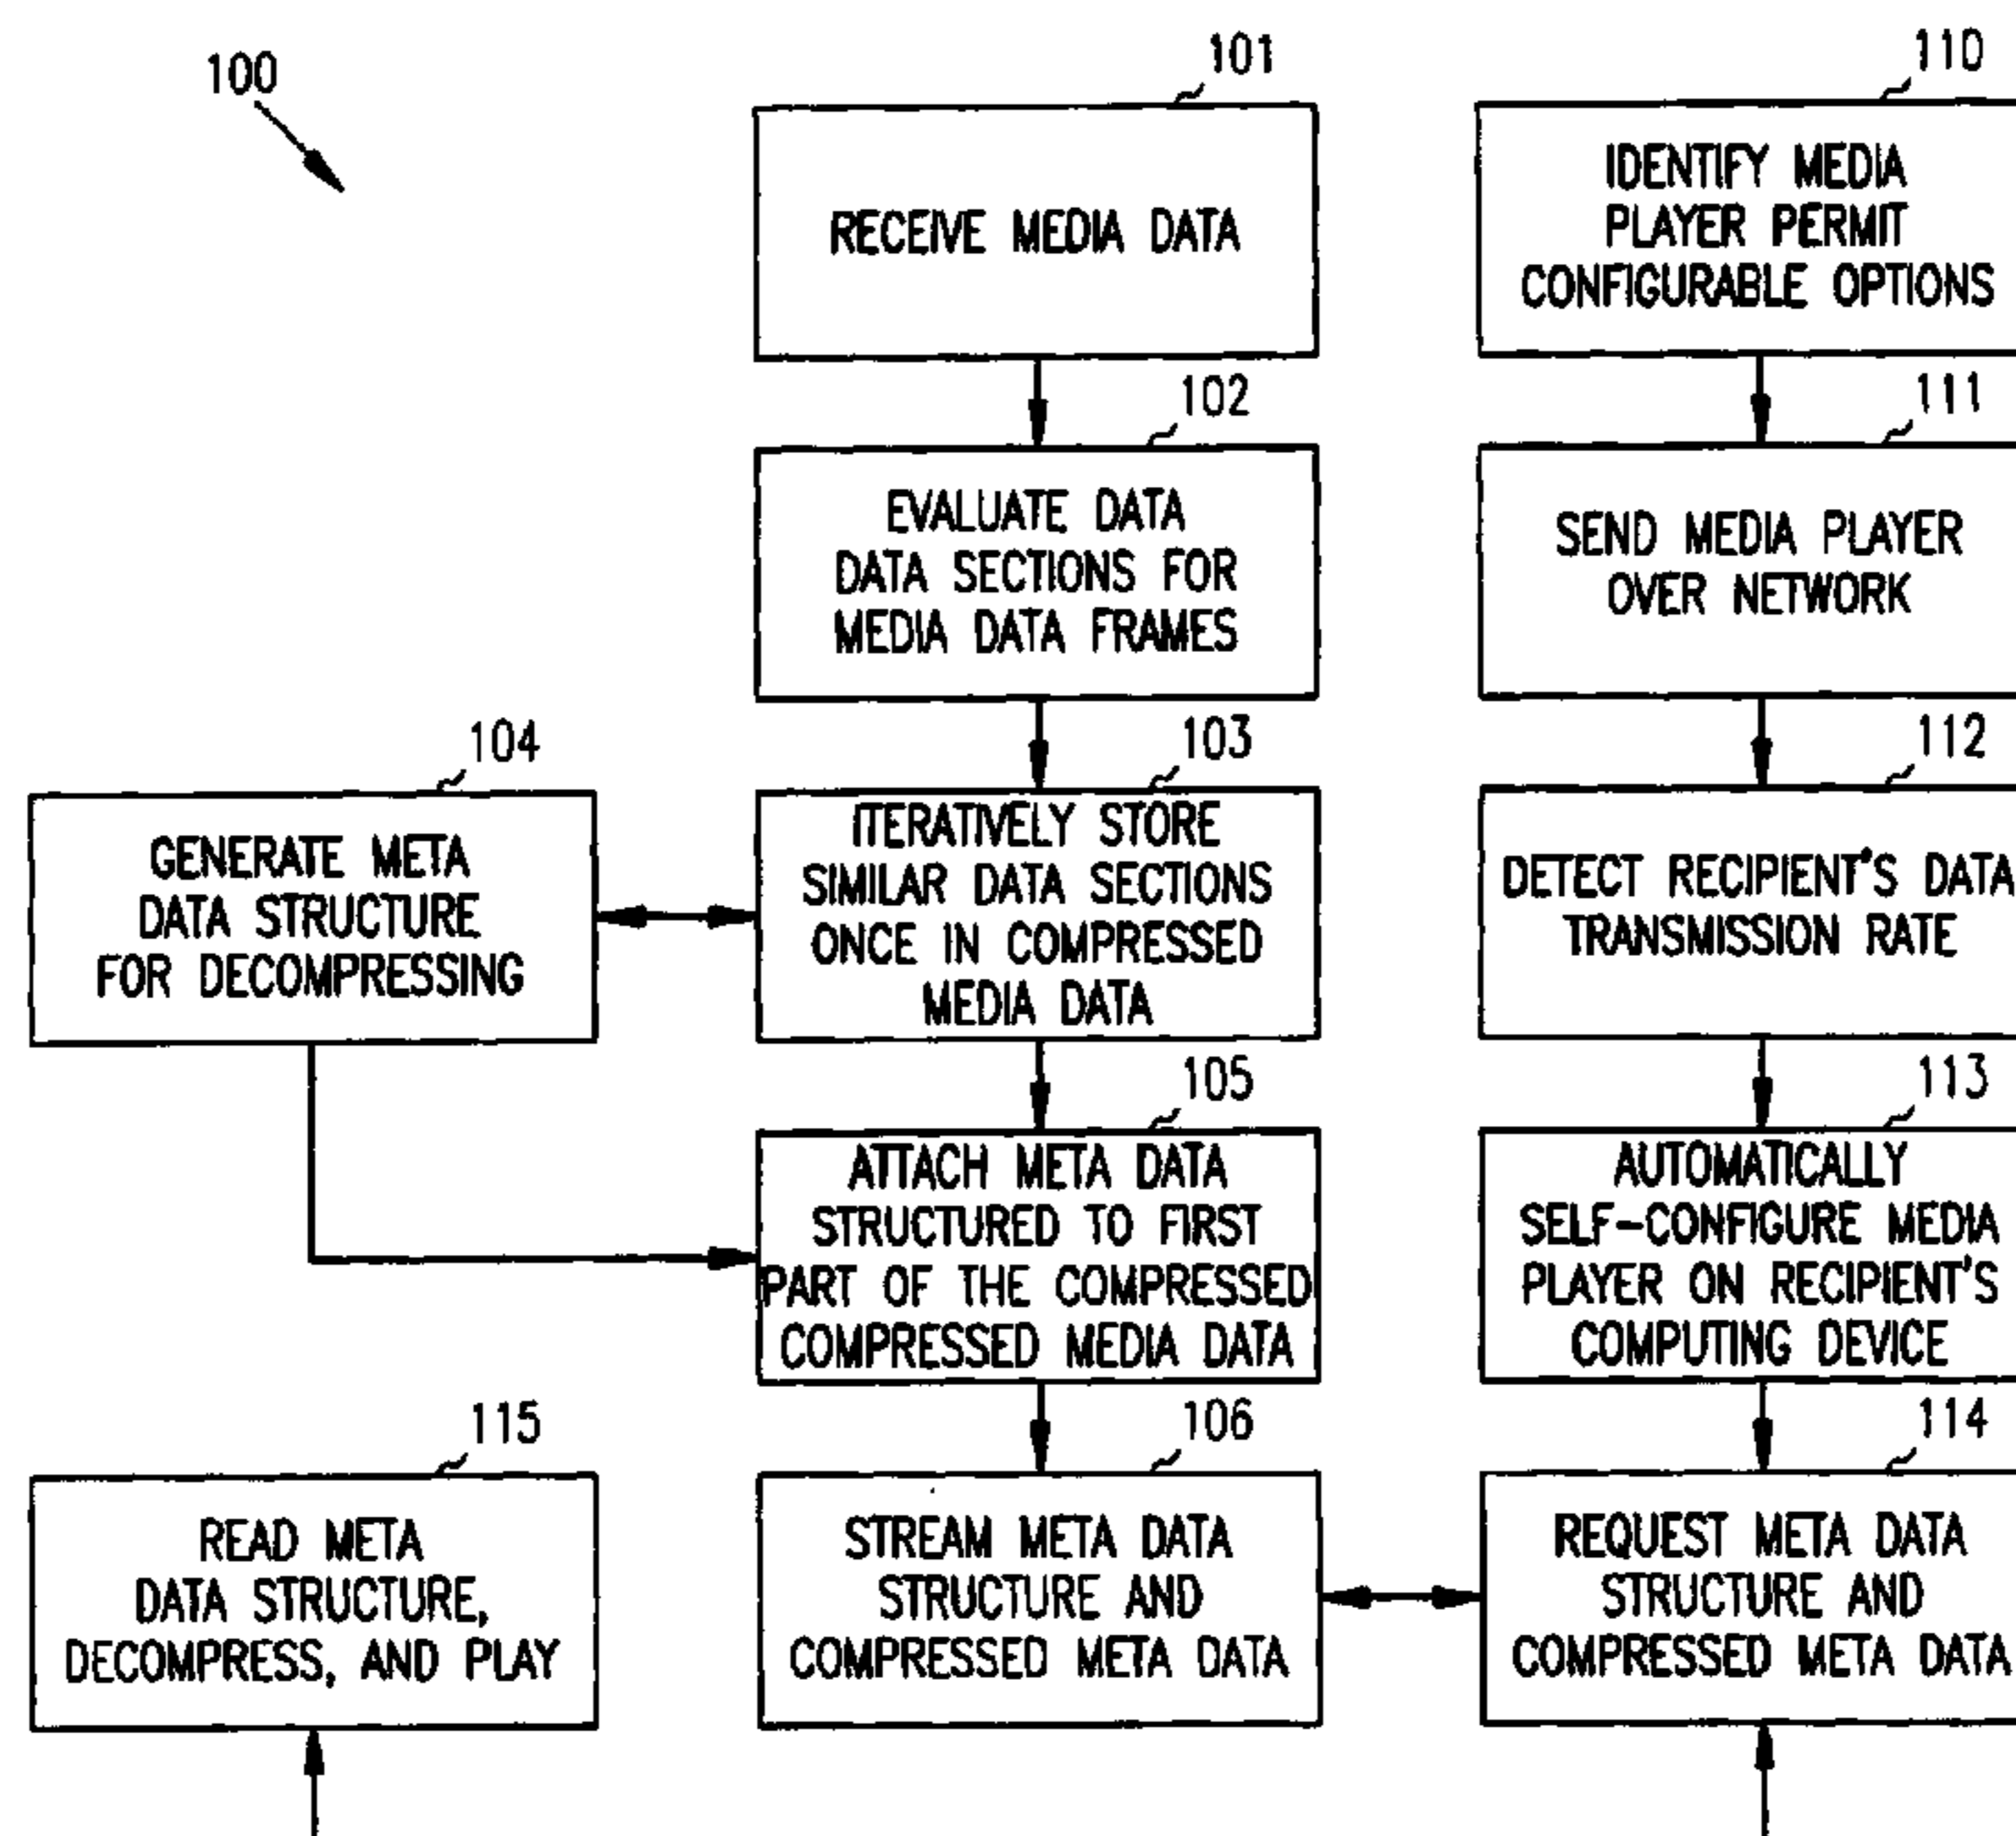 100
101
RECEIVE MEDIA DATA
110
IDENTIFY MEDIA
PLAYER PERMIT
CONFIGURABLE OPTIONS
102
EVALUATE DATA
DATA SECTIONS FOR
MEDIA DATA FRAMES
111
SEND MEDIA PLAYER
OVER NETWORK
104
GENERATE META
DATA STRUCTURE
FOR DECOMPRESSING
103
ITERATIVELY STORE
SIMILAR DATA SECTIONS
ONCE IN COMPRESSED
MEDIA DATA
112
DETECT RECIPIENT'S DATA
TRANSMISSION RATE
105
ATTACH META DATA
STRUCTURED TO FIRST
PART OF THE COMPRESSED
COMPRESSED MEDIA DATA
113
AUTOMATICALLY
SELF-CONFIGURE MEDIA
PLAYER ON RECIPIENT'S
COMPUTING DEVICE
115
READ META
DATA STRUCTURE,
DECOMPRESS, AND PLAY
106
STREAM META DATA
STRUCTURE AND
COMPRESSED META DATA
114
REQUEST META DATA
STRUCTURE AND
COMPRESSED META DATA